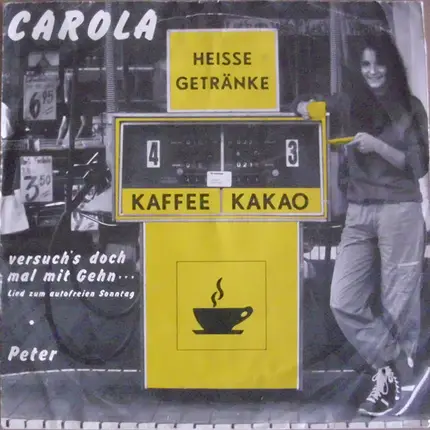 CAROLA
HEISSE
GETRÄNKE
6.95
3.50
4
3
KAFFEE
KAKAO
versuch's doch
mal mit Gehn...
Lied zum autofreien Sonntag
Peter